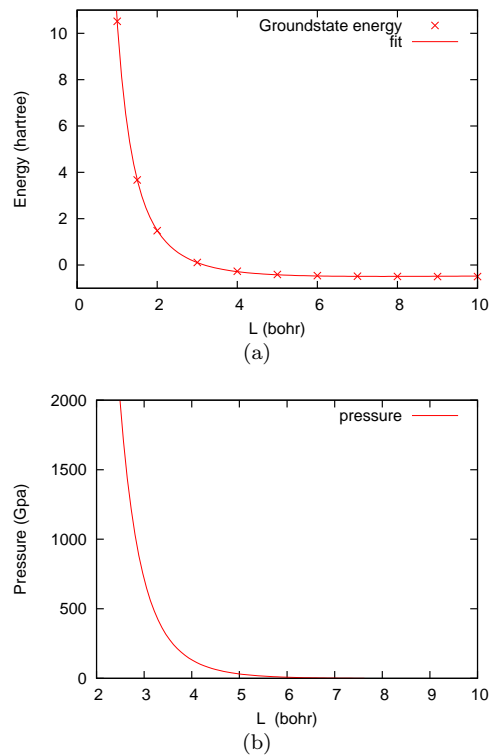 Groundstate energy
fit
10
8
6
4
2
0
Energy (hartree)
0 2 4 6 8 10
L (bohr)
(a)
pressure
2000
1500
1000
500
0
Pressure (Gpa)
2 3 4 5 6 7 8 9 10
L (bohr)
(b)